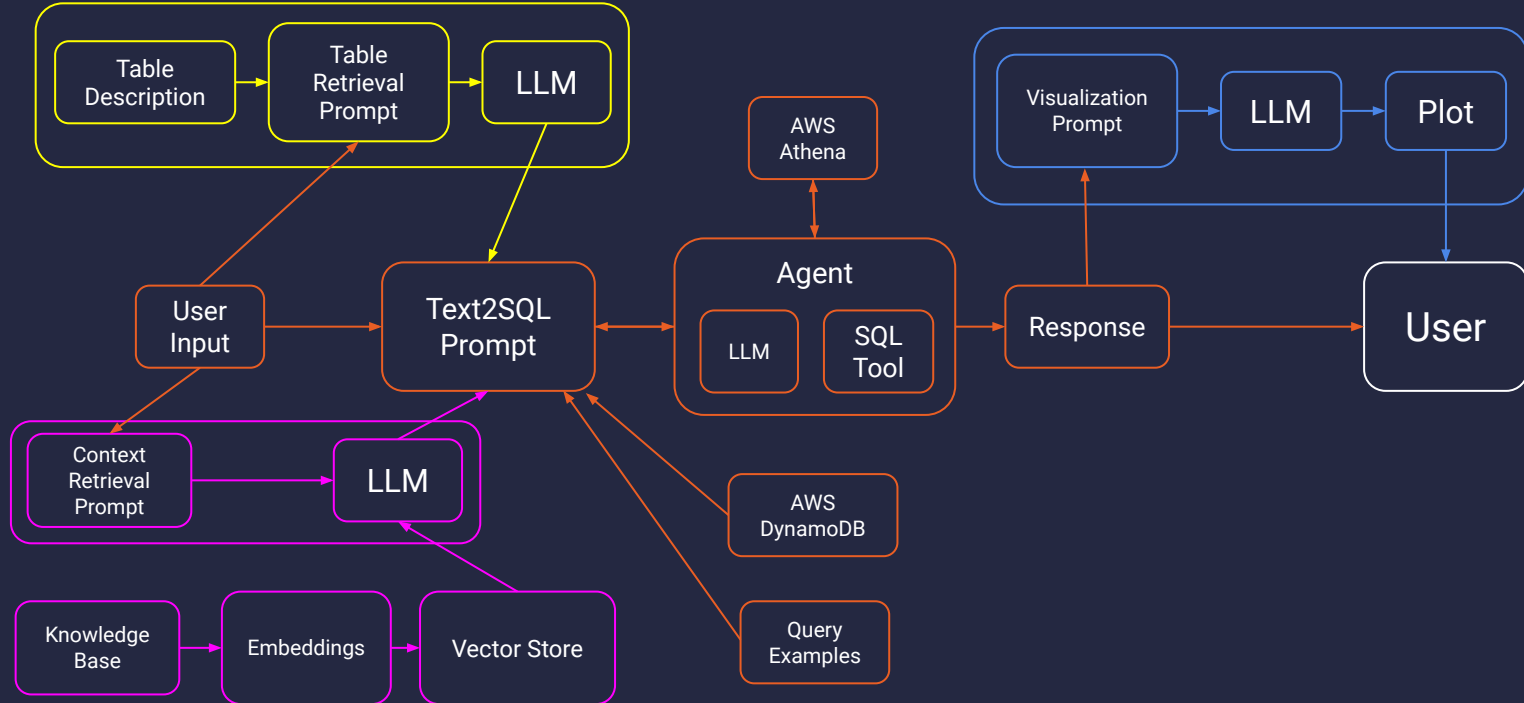 Table
Description
Table
Retrieval
Prompt
LLM
AWS
Athena
Visualization
Prompt
LLM
Plot
User
Input
Text2SQL
Prompt
Agent
LLM
SQL
Tool
Response
User
Context
Retrieval
Prompt
LLM
AWS
DynamoDB
Knowledge
Base
Embeddings
Vector Store
Query
Examples